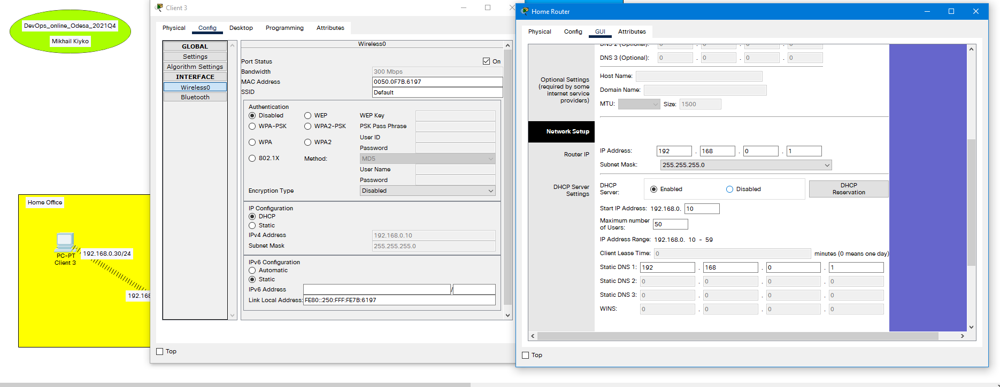 DevOps_online_Odesa_2021Q4
Mikhail Kiyko
Home Office
192.168.0.30/24
PC-PT
Client 3
192.168
Client 3
Physical Config Desktop Programming Attributes
GLOBAL
Settings
Algorithm Settings
INTERFACE
Wireless0
Bluetooth
Wireless0
Port Status On
Bandwidth 300 Mbps
MAC Address 0050.0F7B.6197
SSID Default
Authentication
Disabled WEP WEP Key
WPA-PSK WPA2-PSK PSK Pass Phrase
User ID
WPA WPA2 Password
802.1X Method: MD5
User Name
Password
Encryption Type Disabled
IP Configuration
DHCP
Static
IPv4 Address 192.168.0.10
Subnet Mask 255.255.255.0
IPv6 Configuration
Automatic
Static
IPv6 Address /
Link Local Address: FE80::250:FFF:FE7B:6197
Top
Home Router
Physical Config GUI Attributes
DNS 2 (Optional): 0 . 0 . 0 . 0
DNS 3 (Optional): 0 . 0 . 0 . 0
Optional Settings
(required by some
internet service
providers)
Host Name:
Domain Name:
MTU: Size: 1500
Network Setup
Router IP
IP Address: 192 . 168 . 0 . 1
Subnet Mask: 255.255.255.0
DHCP Server
Settings
DHCP
Server: Enabled Disabled
DHCP
Reservation
Start IP Address: 192.168.0. 10
Maximum number
of Users: 50
IP Address Range: 192.168.0. 10 - 59
Client Lease Time: 0 minutes (0 means one day)
Static DNS 1: 192 . 168 . 0 . 1
Static DNS 2: 0 . 0 . 0 . 0
Static DNS 3: 0 . 0 . 0 . 0
WINS: 0 . 0 . 0 . 0
Top